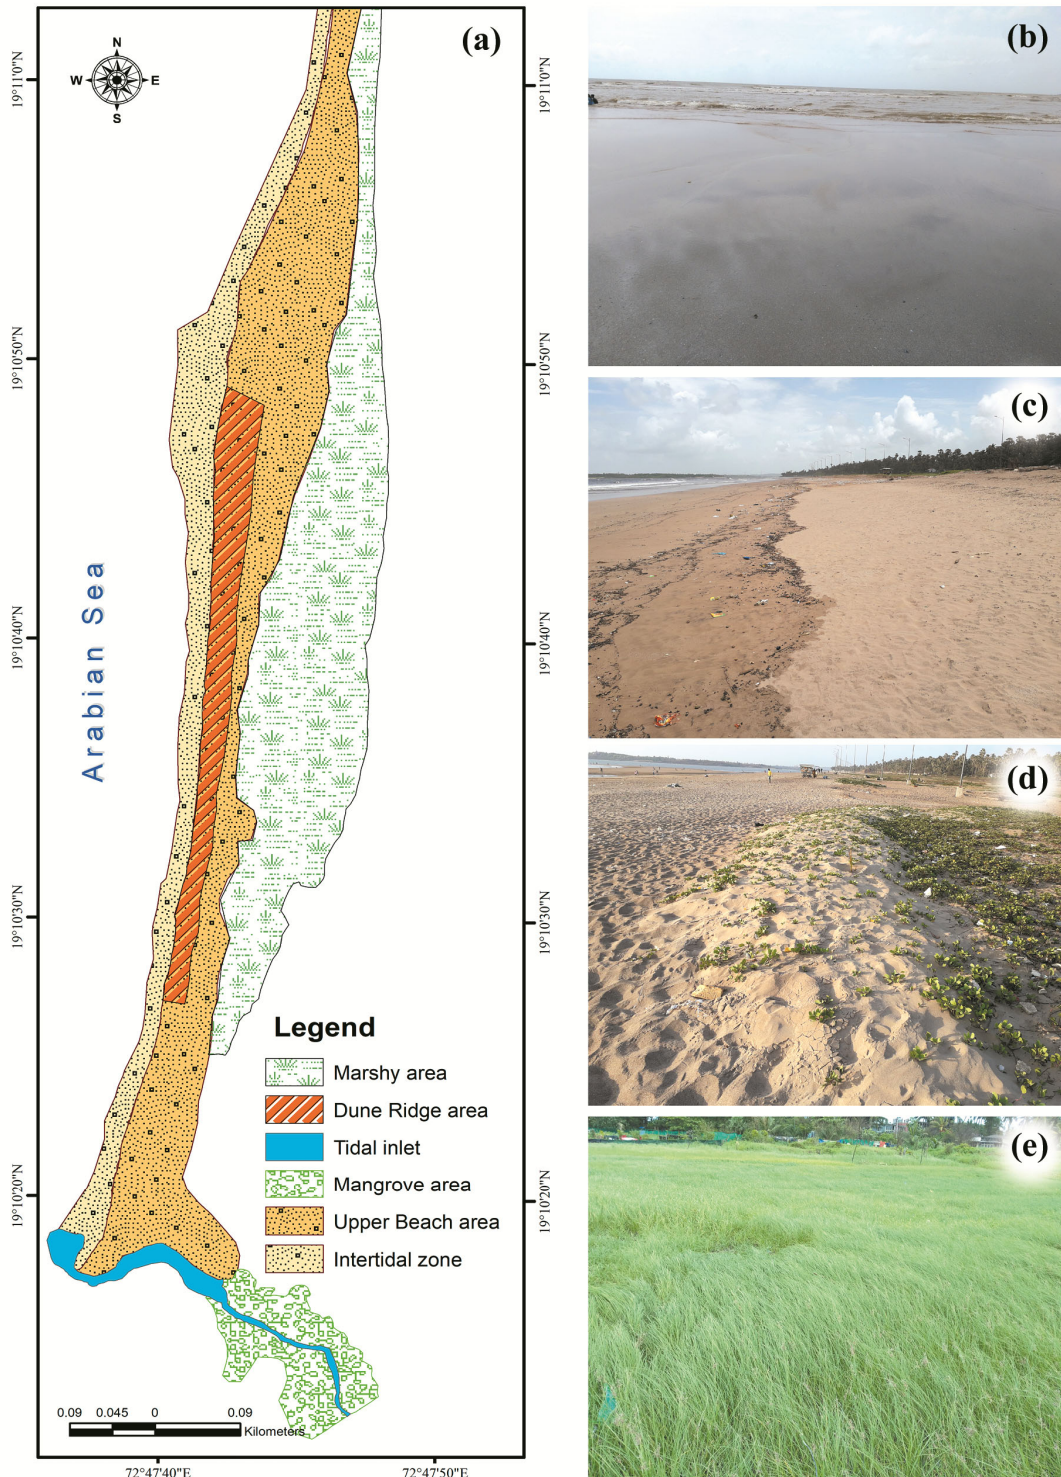 (a)
N
W E
S
19°11'0"N
19°10'50"N
19°10'40"N
19°10'30"N
19°10'20"N
Arabian Sea
Legend
Marshy area
Dune Ridge area
Tidal inlet
Mangrove area
Upper Beach area
Intertidal zone
0.09 0.045 0 0.09
Kilometers
72°47'40"E 72°47'50"E
19°11'0"N
19°10'50"N
19°10'40"N
19°10'30"N
19°10'20"N
(b)
(c)
(d)
(e)